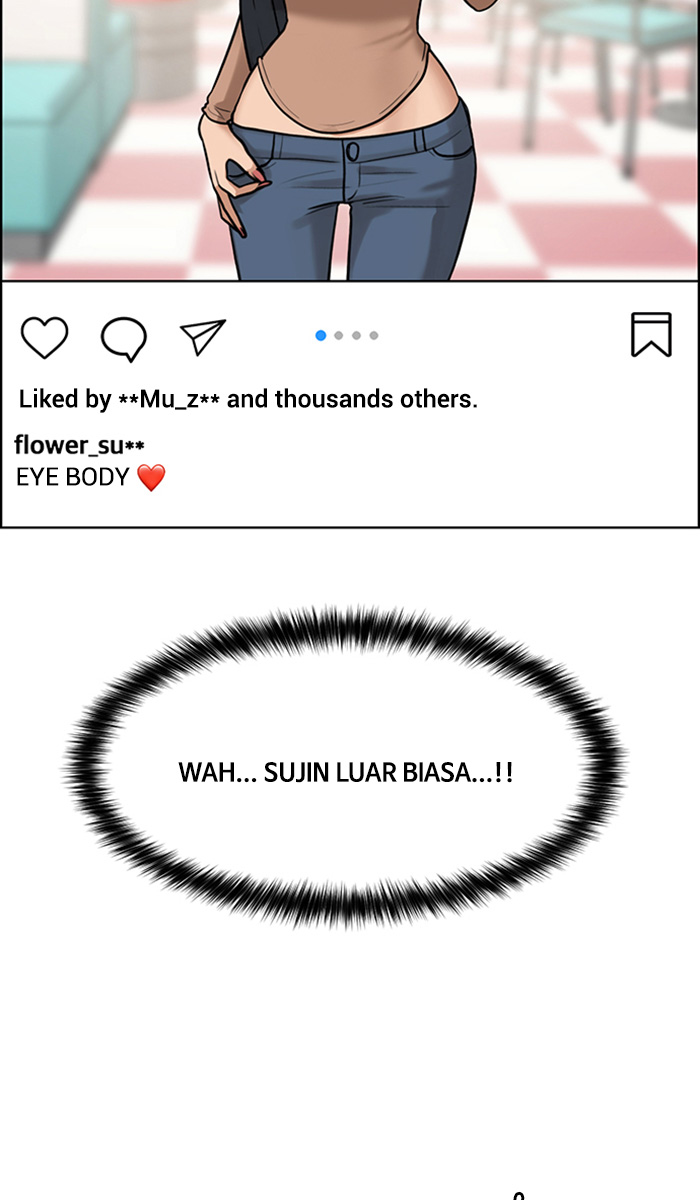 Liked by **Mu_z** and thousands others.
flower_su**
EYE BODY ❤️
WAH... SUJIN LUAR BIASA...!!